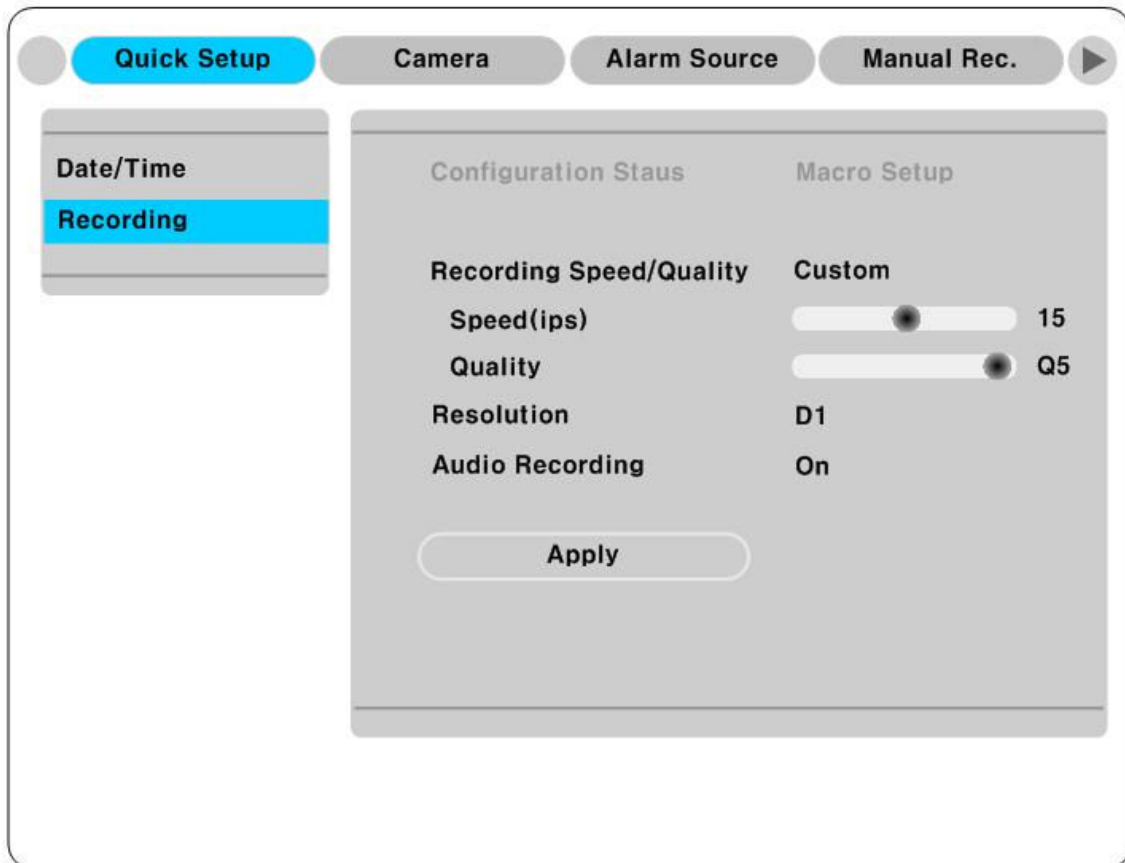 Quick Setup Camera Alarm Source Manual Rec.
Date/Time
Recording
Configuration Staus Macro Setup
Recording Speed/Quality Custom
Speed(ips) 15
Quality Q5
Resolution D1
Audio Recording On
Apply